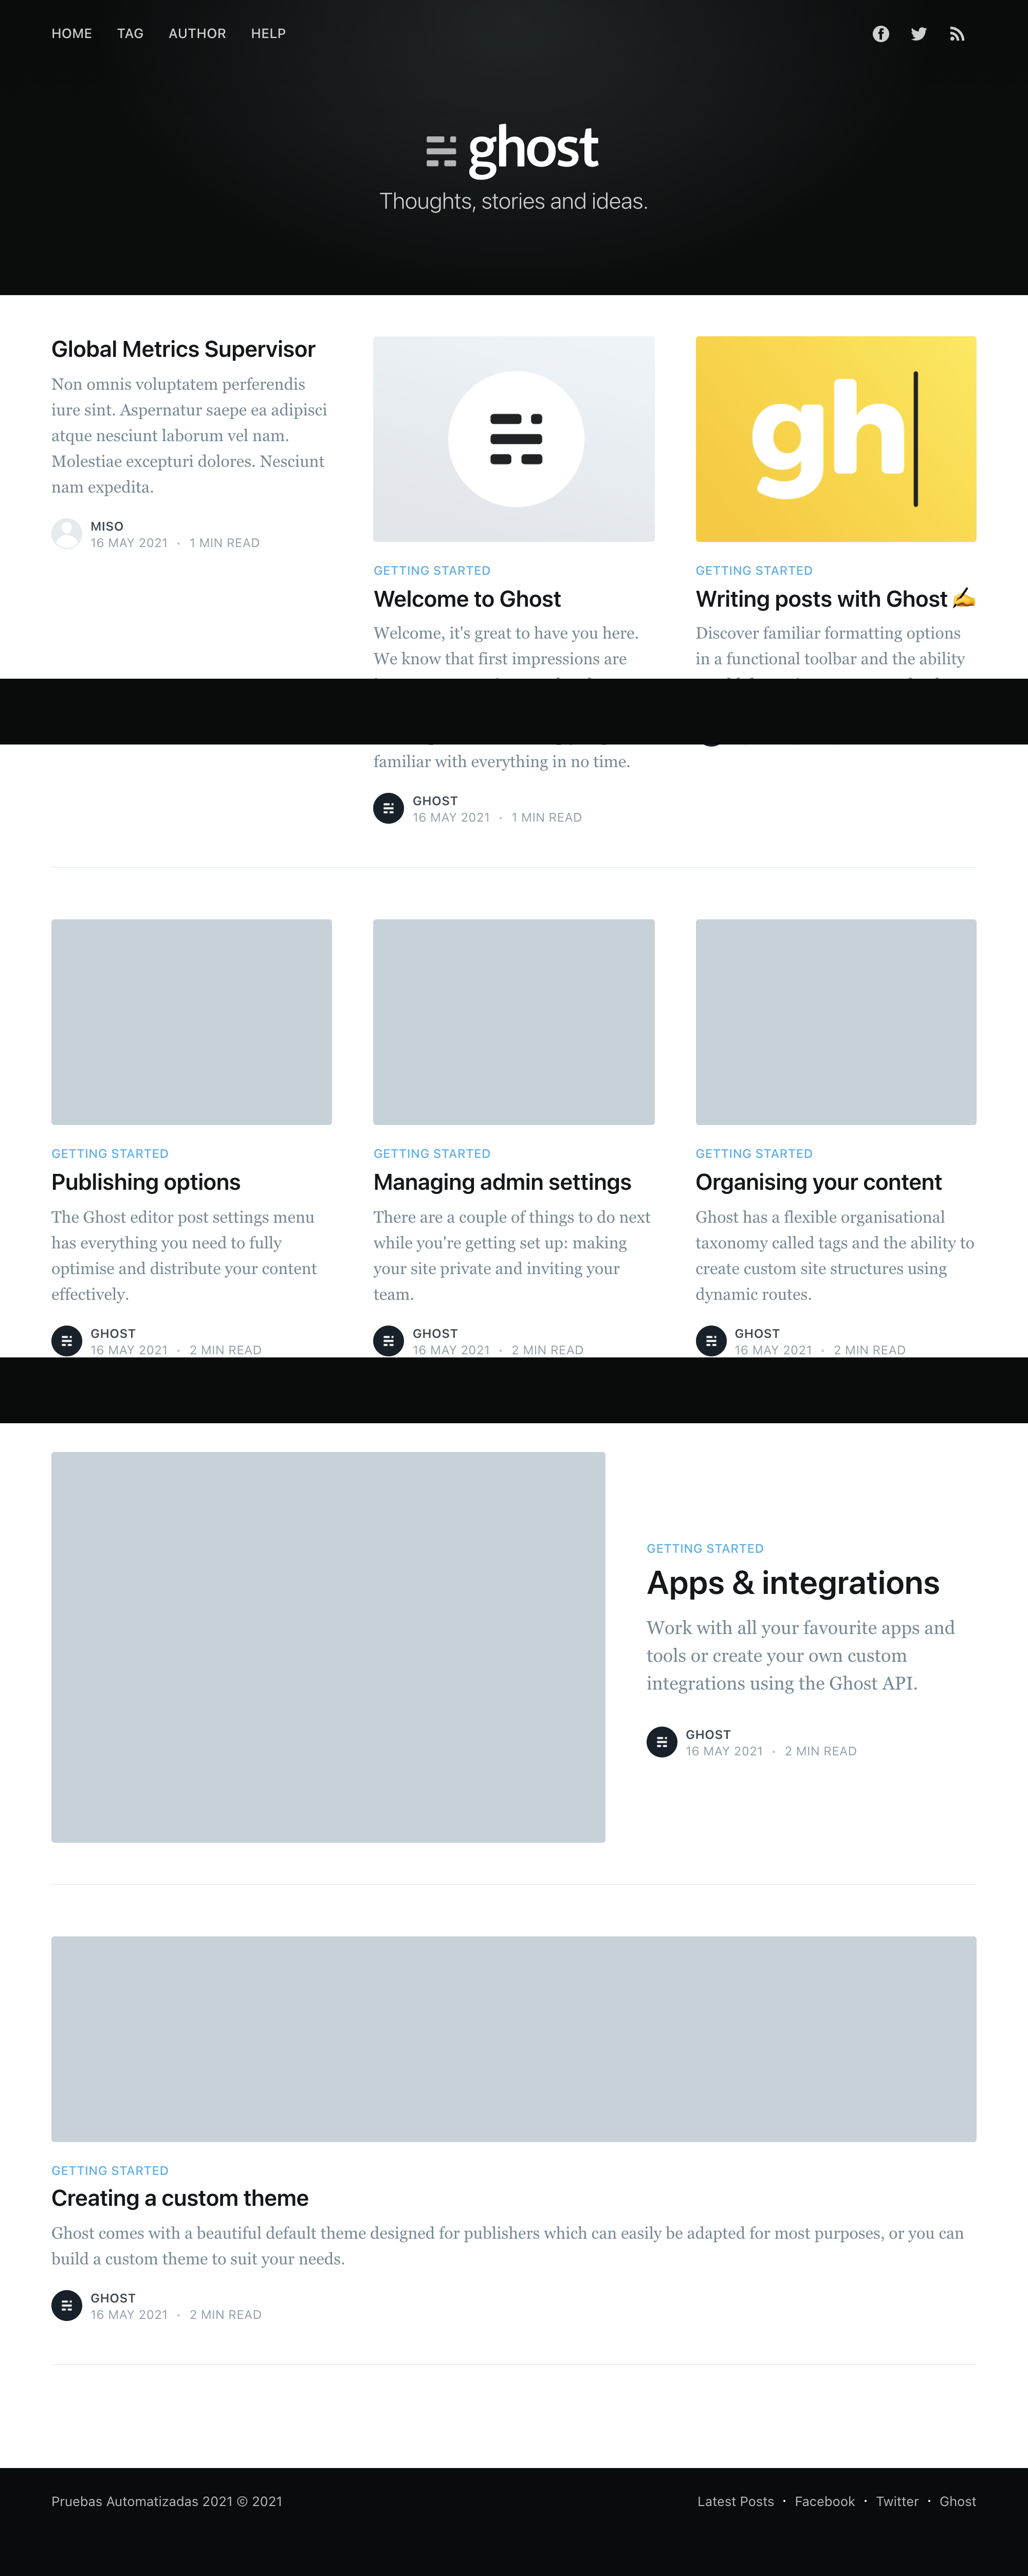 HOME TAG AUTHOR HELP
ghost
Thoughts, stories and ideas.
Global Metrics Supervisor
Non omnis voluptatem perferendis
iure sint. Aspernatur saepe ea adipisci
atque nesciunt laborum vel nam.
Molestiae excepturi dolores. Nesciunt
nam expedita.
MISO
16 MAY 2021 • 1 MIN READ
GETTING STARTED
Welcome to Ghost
Welcome, it's great to have you here.
We know that first impressions are
familiar with everything in no time.
GHOST
16 MAY 2021 • 1 MIN READ
gh
GETTING STARTED
Writing posts with Ghost ✍️
Discover familiar formatting options
in a functional toolbar and the ability
GETTING STARTED
Publishing options
The Ghost editor post settings menu
has everything you need to fully
optimise and distribute your content
effectively.
GHOST
16 MAY 2021 • 2 MIN READ
GETTING STARTED
Managing admin settings
There are a couple of things to do next
while you're getting set up: making
your site private and inviting your
team.
GHOST
16 MAY 2021 • 2 MIN READ
GETTING STARTED
Organising your content
Ghost has a flexible organisational
taxonomy called tags and the ability to
create custom site structures using
dynamic routes.
GHOST
16 MAY 2021 • 2 MIN READ
GETTING STARTED
Apps & integrations
Work with all your favourite apps and
tools or create your own custom
integrations using the Ghost API.
GHOST
16 MAY 2021 • 2 MIN READ
GETTING STARTED
Creating a custom theme
Ghost comes with a beautiful default theme designed for publishers which can easily be adapted for most purposes, or you can
build a custom theme to suit your needs.
GHOST
16 MAY 2021 • 2 MIN READ
Pruebas Automatizadas 2021 © 2021
Latest Posts • Facebook • Twitter • Ghost